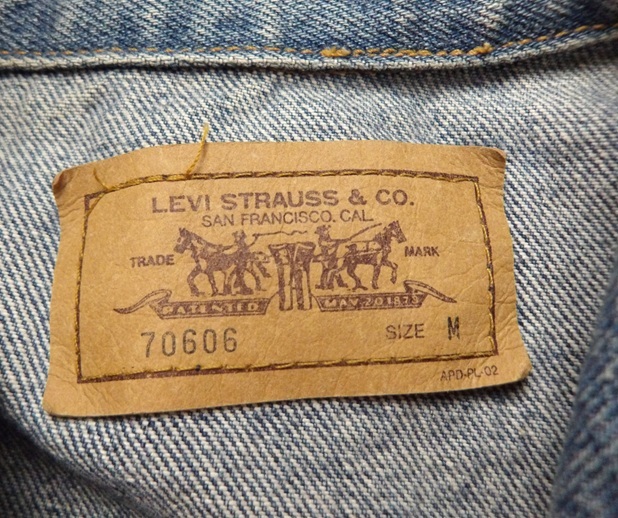 LEVI STRAUSS & CO.
SAN FRANCISCO, CAL.
TRADE MARK
PATENTED MAY 20 1873
70606 SIZE M
APD-PL-02